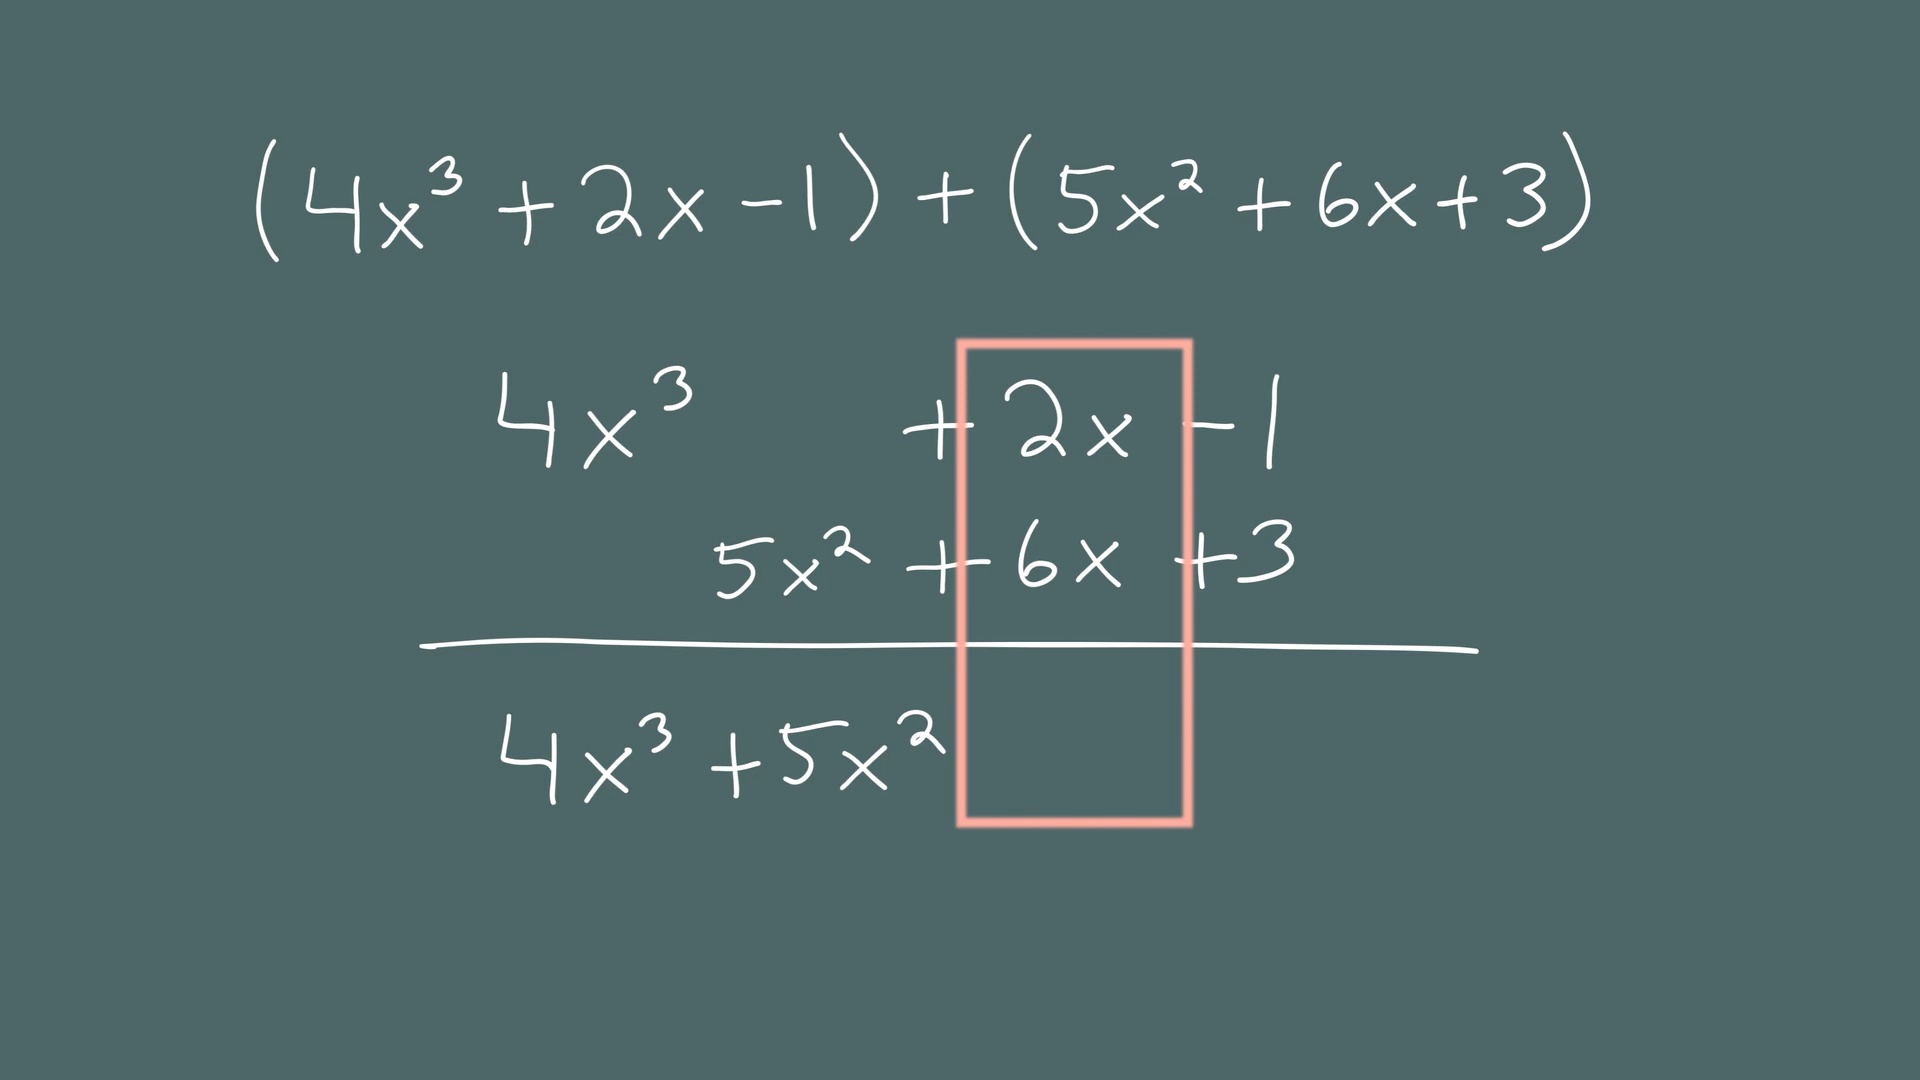 (4x³ + 2x - 1) + (5x² + 6x + 3)
4x³ + 2x - 1
5x² + 6x + 3
4x³ + 5x²